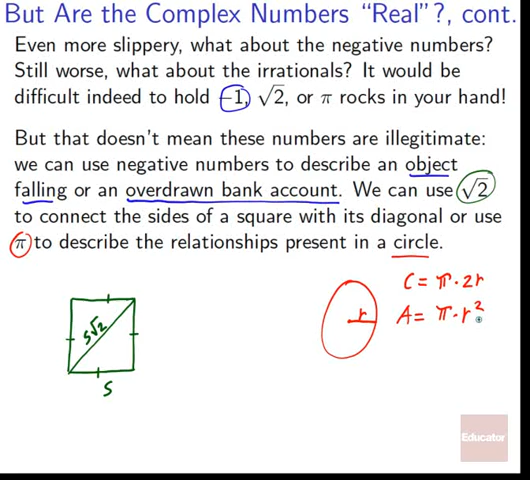 But Are the Complex Numbers “Real”?, cont.
Even more slippery, what about the negative numbers?
Still worse, what about the irrationals? It would be
difficult indeed to hold −1, √2, or π rocks in your hand!
But that doesn't mean these numbers are illegitimate:
we can use negative numbers to describe an object
falling or an overdrawn bank account. We can use √2
to connect the sides of a square with its diagonal or use
π to describe the relationships present in a circle.
s√2
s
r
C = π · 2r
A = π · r²
Educator